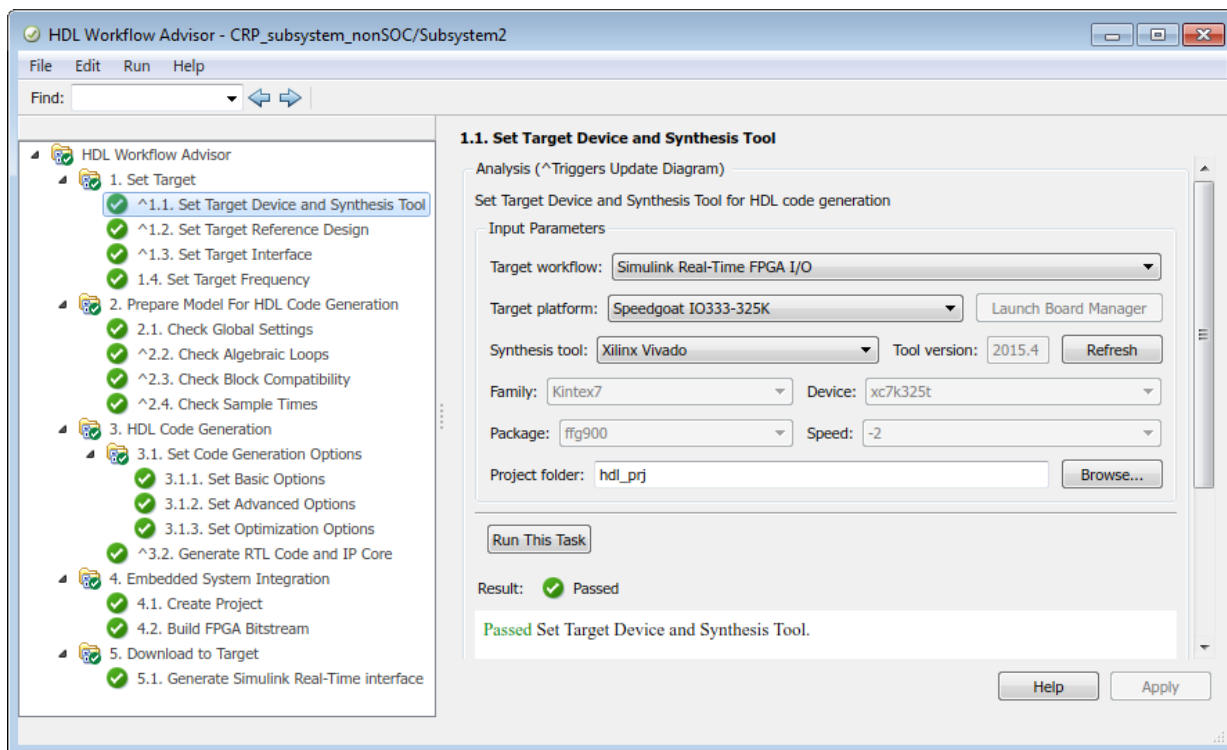 HDL Workflow Advisor - CRP_subsystem_nonSOC/Subsystem2
File Edit Run Help
Find:
HDL Workflow Advisor
1. Set Target
^1.1. Set Target Device and Synthesis Tool
^1.2. Set Target Reference Design
^1.3. Set Target Interface
1.4. Set Target Frequency
2. Prepare Model For HDL Code Generation
2.1. Check Global Settings
^2.2. Check Algebraic Loops
^2.3. Check Block Compatibility
^2.4. Check Sample Times
3. HDL Code Generation
3.1. Set Code Generation Options
3.1.1. Set Basic Options
3.1.2. Set Advanced Options
3.1.3. Set Optimization Options
^3.2. Generate RTL Code and IP Core
4. Embedded System Integration
4.1. Create Project
4.2. Build FPGA Bitstream
5. Download to Target
5.1. Generate Simulink Real-Time interface
1.1. Set Target Device and Synthesis Tool
Analysis (^Triggers Update Diagram)
Set Target Device and Synthesis Tool for HDL code generation
Input Parameters
Target workflow: Simulink Real-Time FPGA I/O
Target platform: Speedgoat IO333-325K Launch Board Manager
Synthesis tool: Xilinx Vivado Tool version: 2015.4 Refresh
Family: Kintex7 Device: xc7k325t
Package: ffg900 Speed: -2
Project folder: hdl_prj Browse...
Run This Task
Result: Passed
Passed Set Target Device and Synthesis Tool.
Help Apply